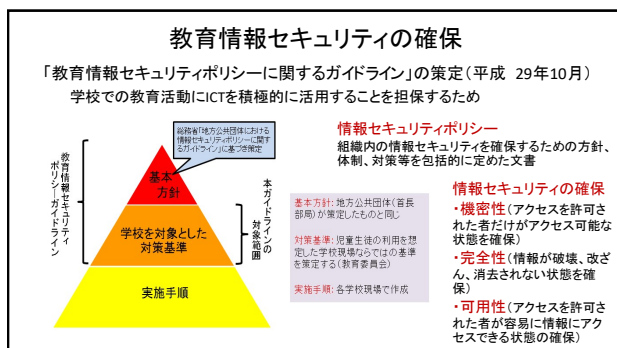 教育情報セキュリティの確保
「教育情報セキュリティポリシーに関するガイドライン」の策定(平成 29年10月)
学校での教育活動にICTを積極的に活用することを担保するため
総務省「地方公共団体における
情報セキュリティポリシーに関す
るガイドライン」に基づき策定
教育情報セキュリティ
ポリシーガイドライン
基本
方針
学校を対象とした
対策基準
実施手順
本ガイドラインの
対象範囲
情報セキュリティポリシー
組織内の情報セキュリティを確保するための方針、
体制、対策等を包括的に定めた文書
基本方針: 地方公共団体(首長
部局)が策定したものと同じ
対策基準: 児童生徒の利用を想
定した学校現場ならではの基準
を策定する(教育委員会)
実施手順: 各学校現場で作成
情報セキュリティの確保
・機密性(アクセスを許可さ
れた者だけがアクセス可能な
状態を確保)
・完全性(情報が破壊、改ざ
ん、消去されない状態を確
保)
・可用性(アクセスを許可さ
れた者が容易に情報にアク
セスできる状態の確保)